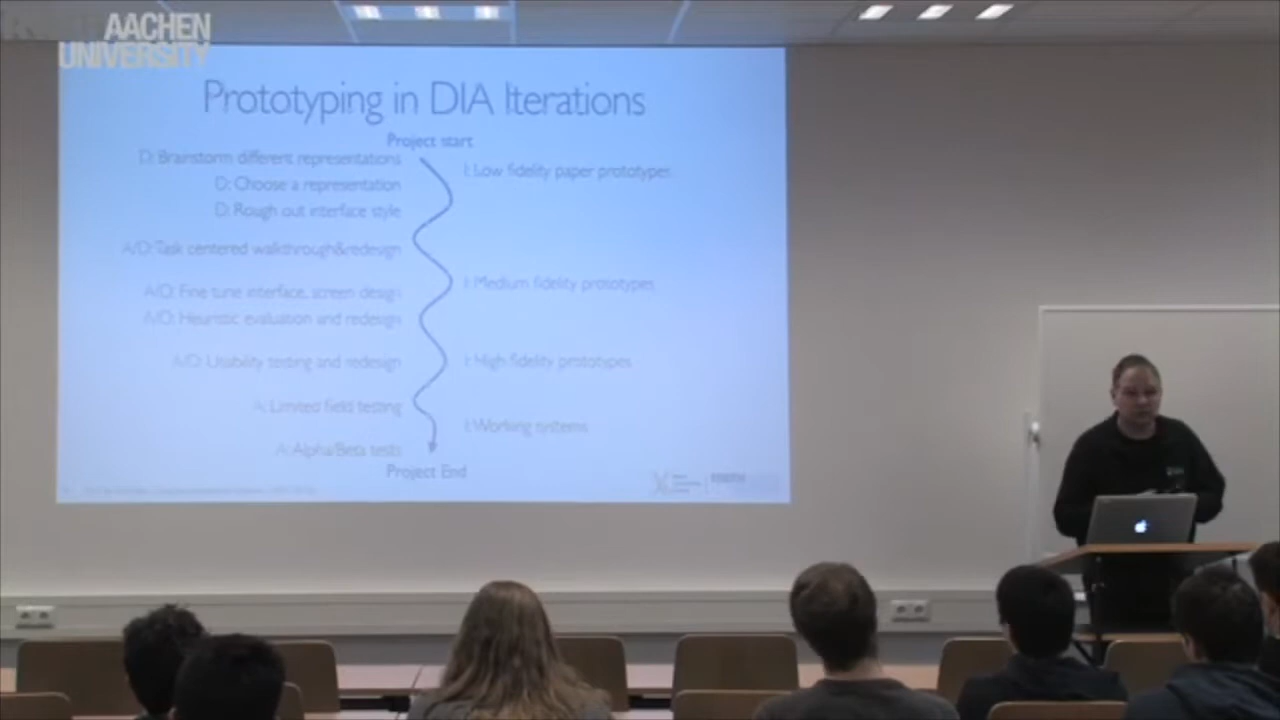 AACHEN
UNIVERSITY
Prototyping in DIA Iterations
Project start
D: Brainstorm different representations
I: Low fidelity paper prototypes
D: Choose a representation
D: Rough out interface style
A/D: Task centered walkthrough&redesign
I: Medium fidelity prototypes
A/D: Fine tune interface, screen design
A/D: Heuristic evaluation and redesign
A/D: Usability testing and redesign
I: High fidelity prototypes
A: Limited field testing
I: Working systems
A: Alpha/Beta tests
Project End